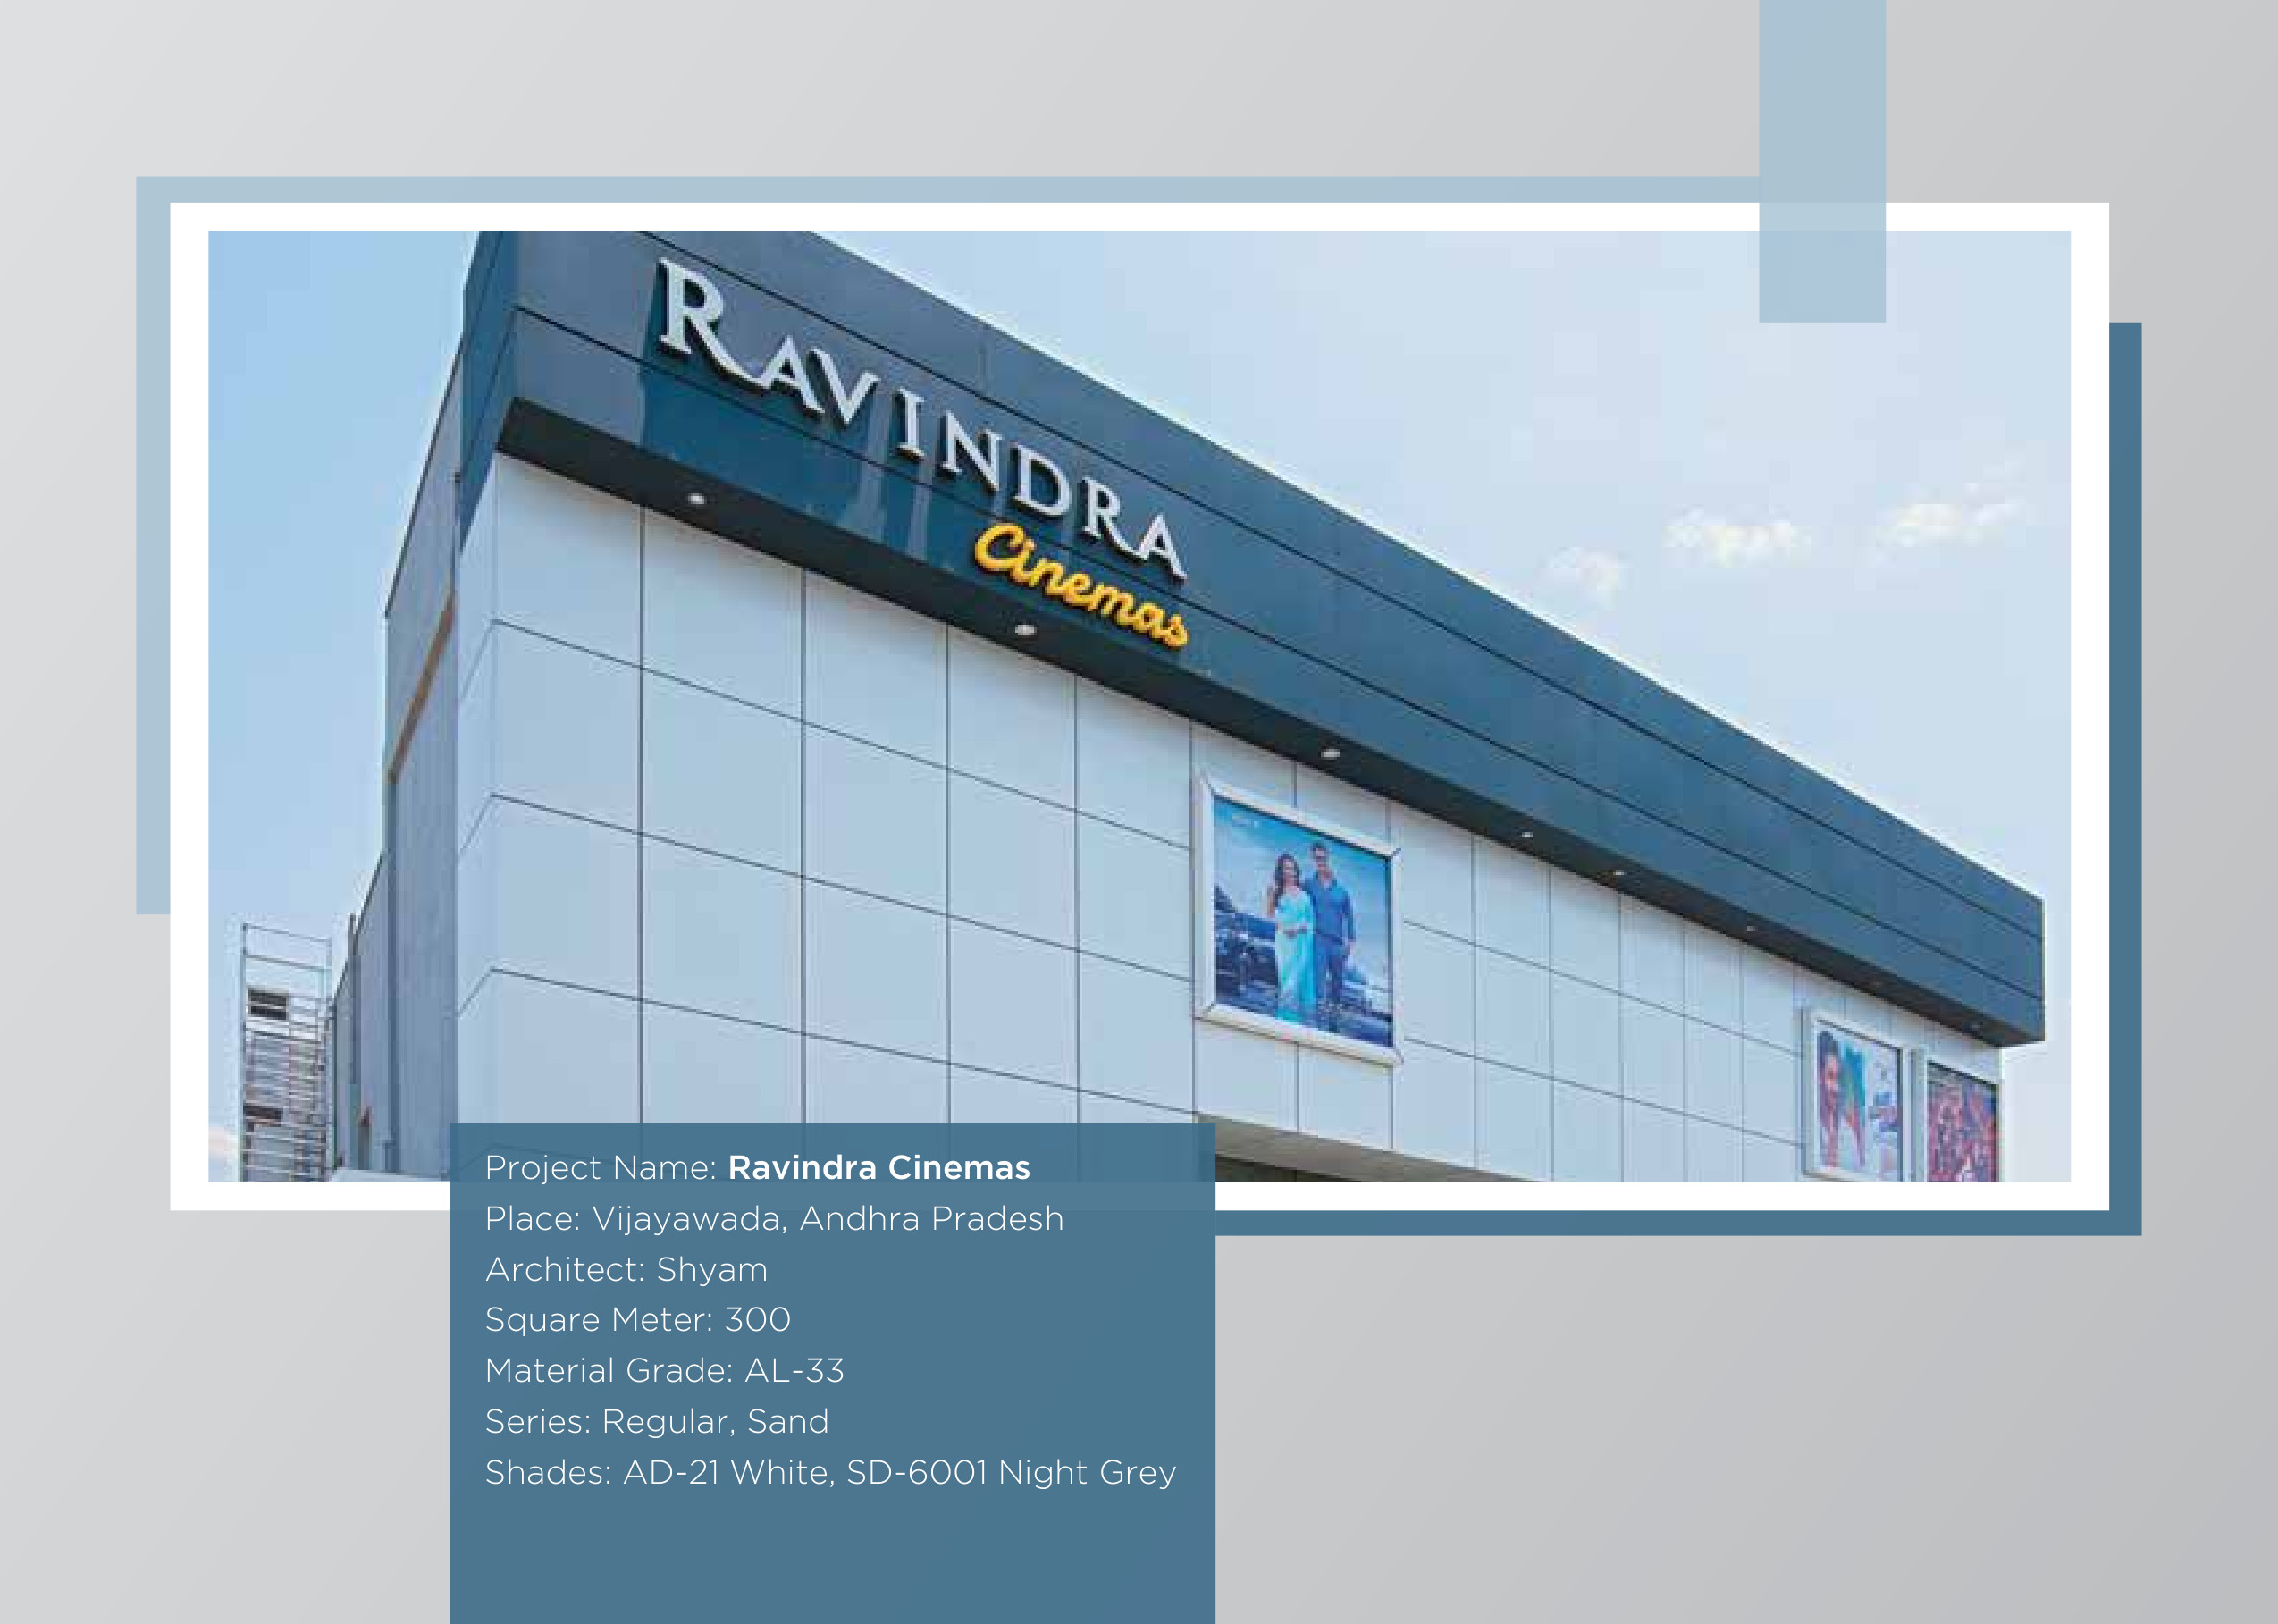 RAVINDRA
Cinemas
Project Name: Ravindra Cinemas
Place: Vijayawada, Andhra Pradesh
Architect: Shyam
Square Meter: 300
Material Grade: AL-33
Series: Regular, Sand
Shades: AD-21 White, SD-6001 Night Grey